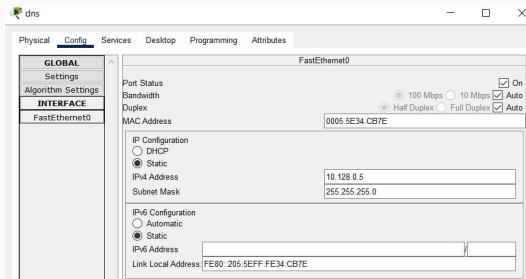 dns
Physical Config Services Desktop Programming Attributes
GLOBAL
Settings
Algorithm Settings
INTERFACE
FastEthernet0
FastEthernet0
Port Status On
Bandwidth 100 Mbps 10 Mbps Auto
Duplex Half Duplex Full Duplex Auto
MAC Address 0005.5E34.CB7E
IP Configuration
DHCP
Static
IPv4 Address 10.128.0.5
Subnet Mask 255.255.255.0
IPv6 Configuration
Automatic
Static
IPv6 Address /
Link Local Address: FE80::205:5EFF:FE34:CB7E